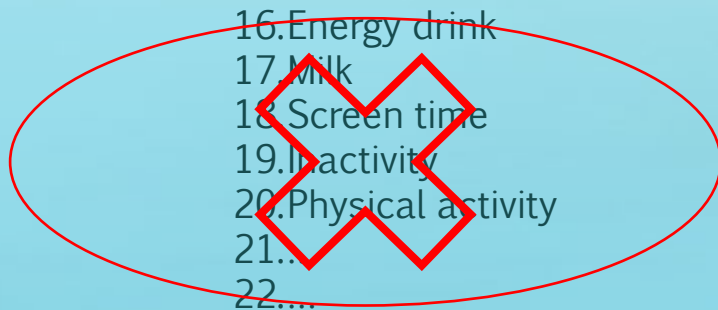 16.Energy drink
17.Milk
18.Screen time
19.Inactivity
20.Physical activity
21....
22....